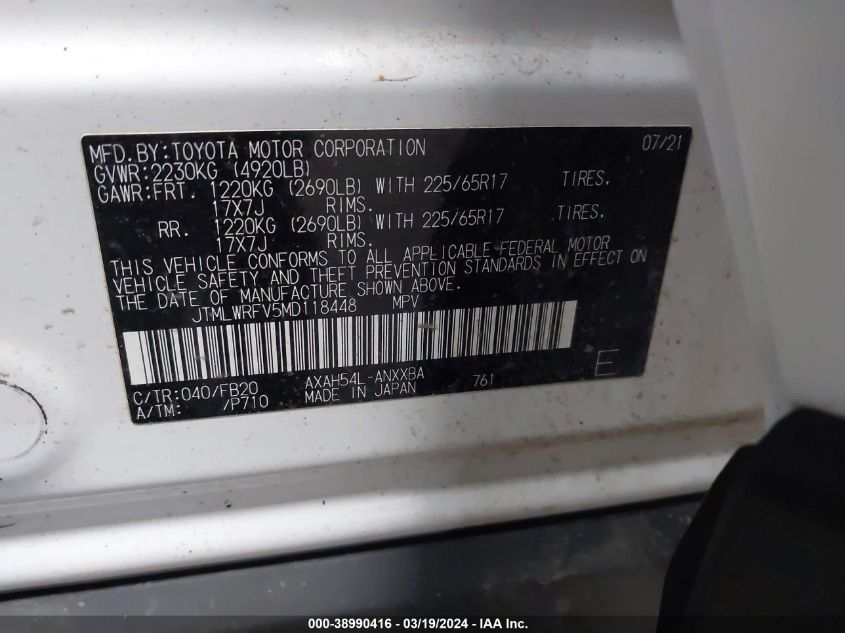 MFD.BY:TOYOTA MOTOR CORPORATION 07/21
GVWR:2230KG (4920LB)
GAWR:FRT. 1220KG (2690LB) WITH 225/65R17 TIRES.
17X7J RIMS.
RR. 1220KG (2690LB) WITH 225/65R17 TIRES.
17X7J RIMS.
THIS VEHICLE CONFORMS TO ALL APPLICABLE FEDERAL MOTOR
VEHICLE SAFETY AND THEFT PREVENTION STANDARDS IN EFFECT ON
THE DATE OF MANUFACTURE SHOWN ABOVE.
JTMLWRFV5MD118448 MPV
C/TR:040/FB20 AXAH54L-ANXXBA 761 E
A/TM: /P710 MADE IN JAPAN
000-38990416 - 03/19/2024 - IAA Inc.